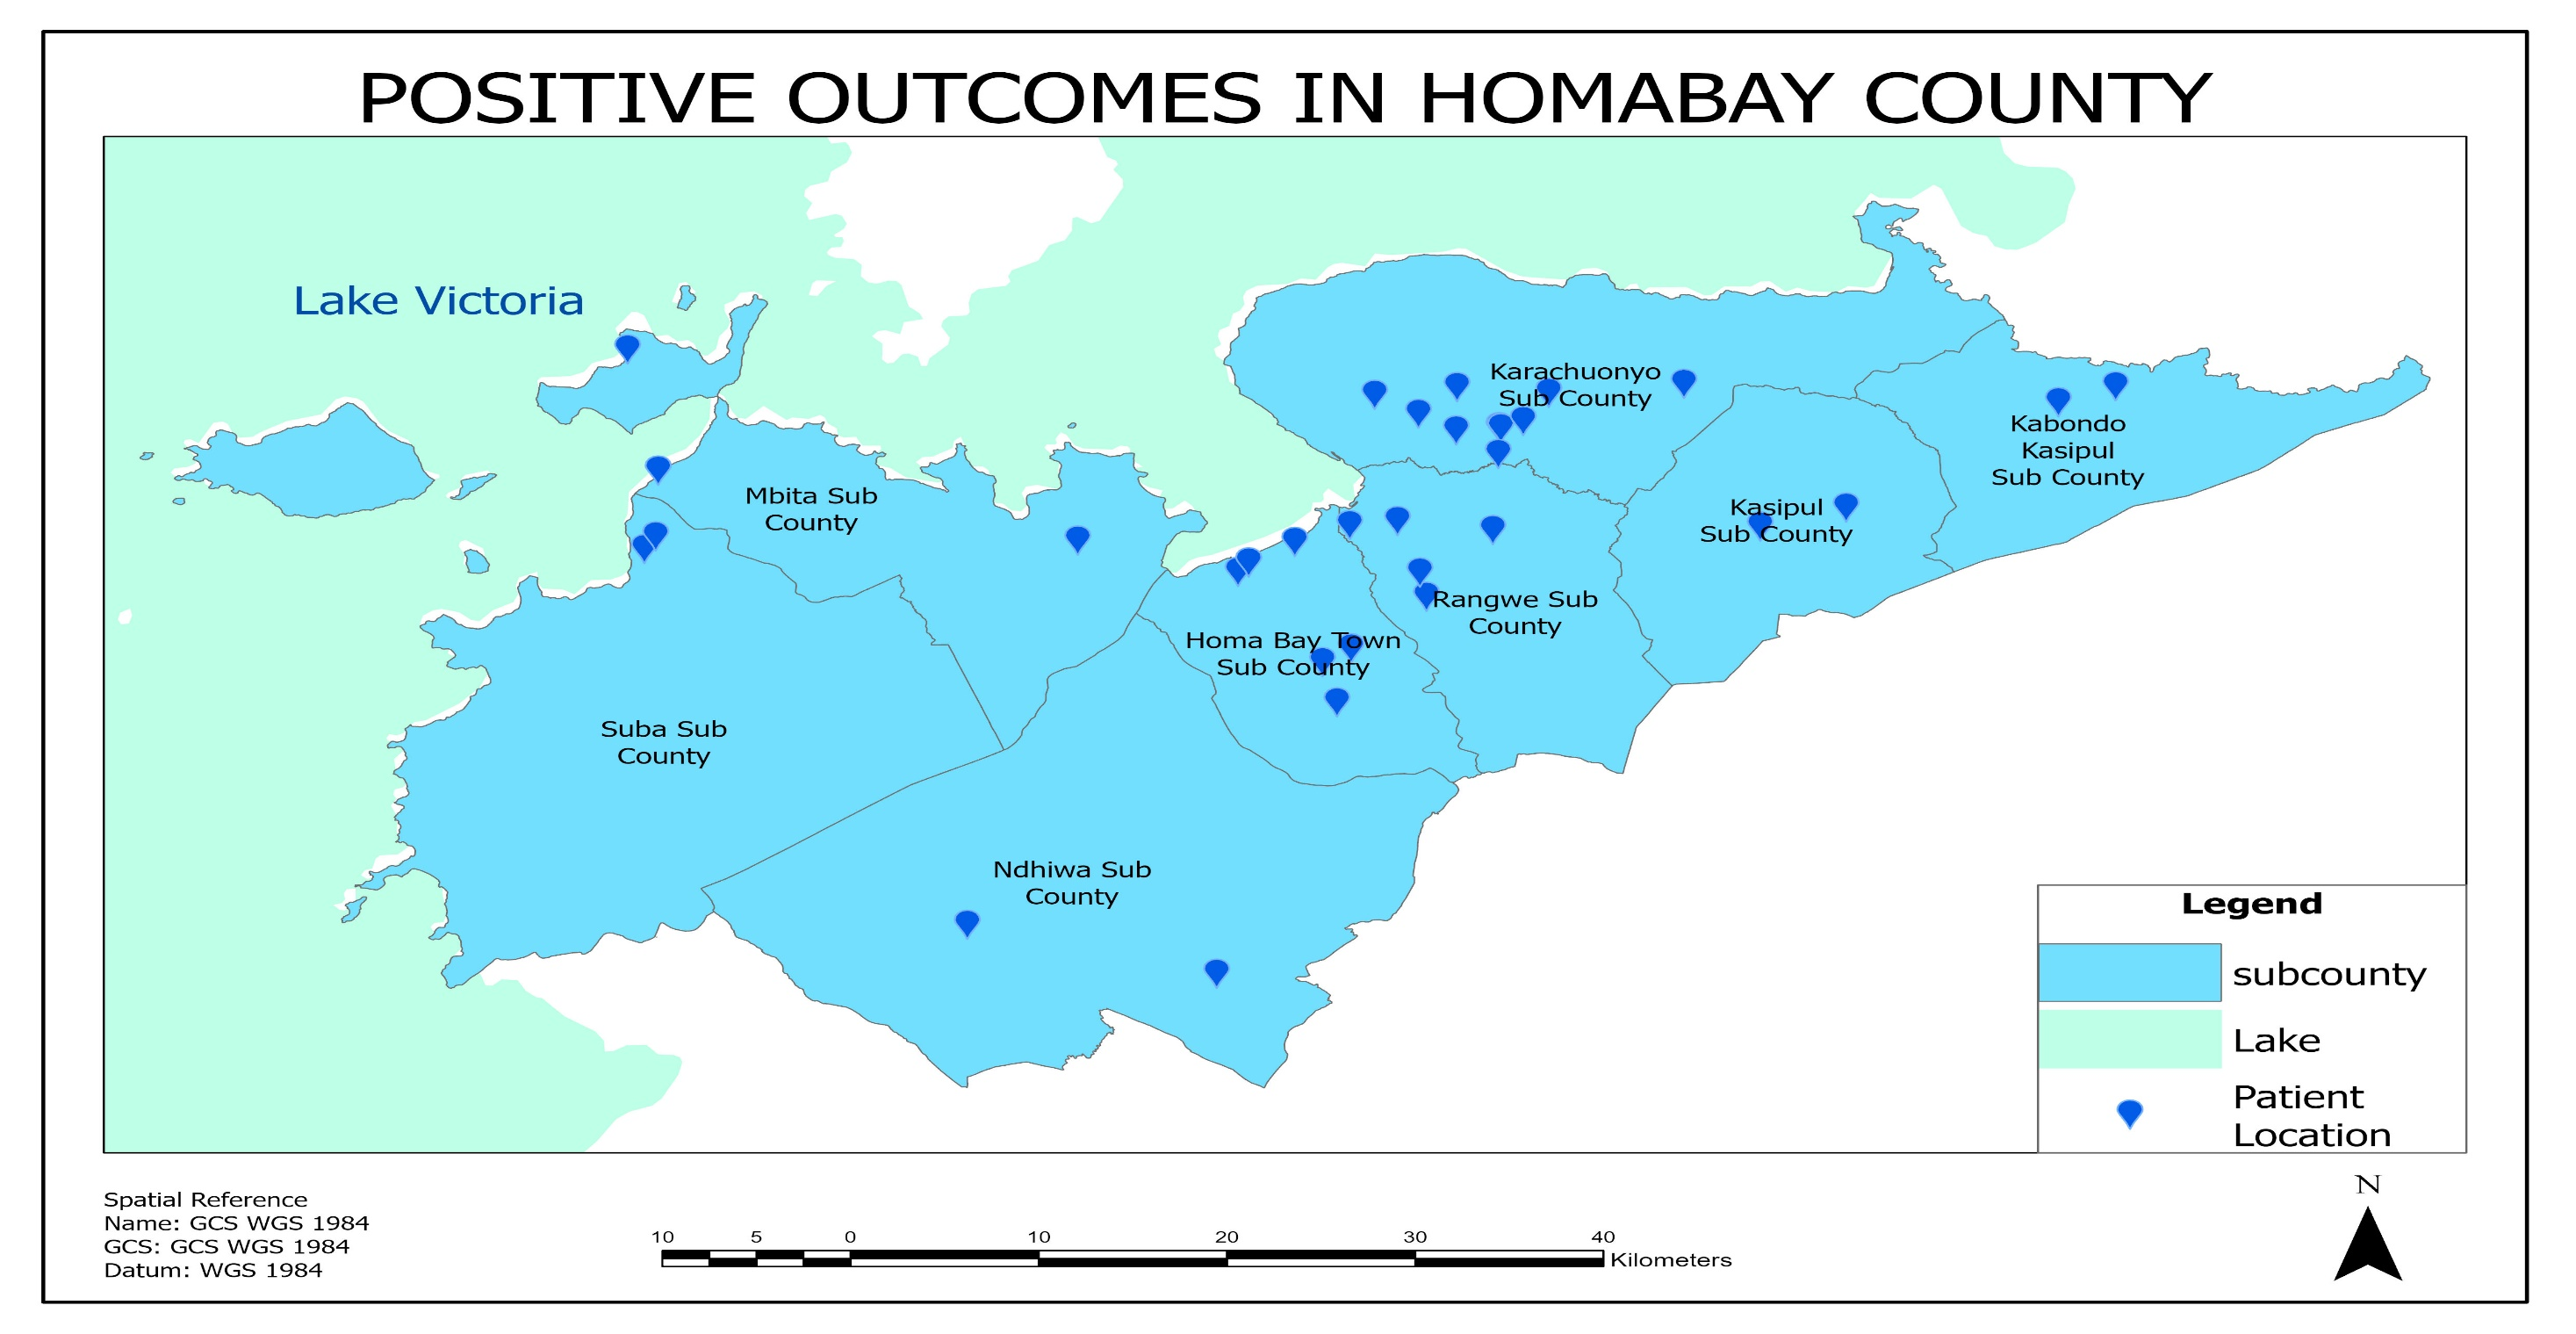 POSITIVE OUTCOMES IN HOMABAY COUNTY
Lake Victoria
Karachuonyo
Sub County
Kabondo
Kasipul
Sub County
Mbita Sub
County
Kasipul
Sub County
Rangwe Sub
County
Homa Bay Town
Sub County
Suba Sub
County
Ndhiwa Sub
County
Legend
subcounty
Lake
Patient
Location
N
Spatial Reference
Name: GCS WGS 1984
GCS: GCS WGS 1984
Datum: WGS 1984
10 5 0 10 20 30 40
Kilometers